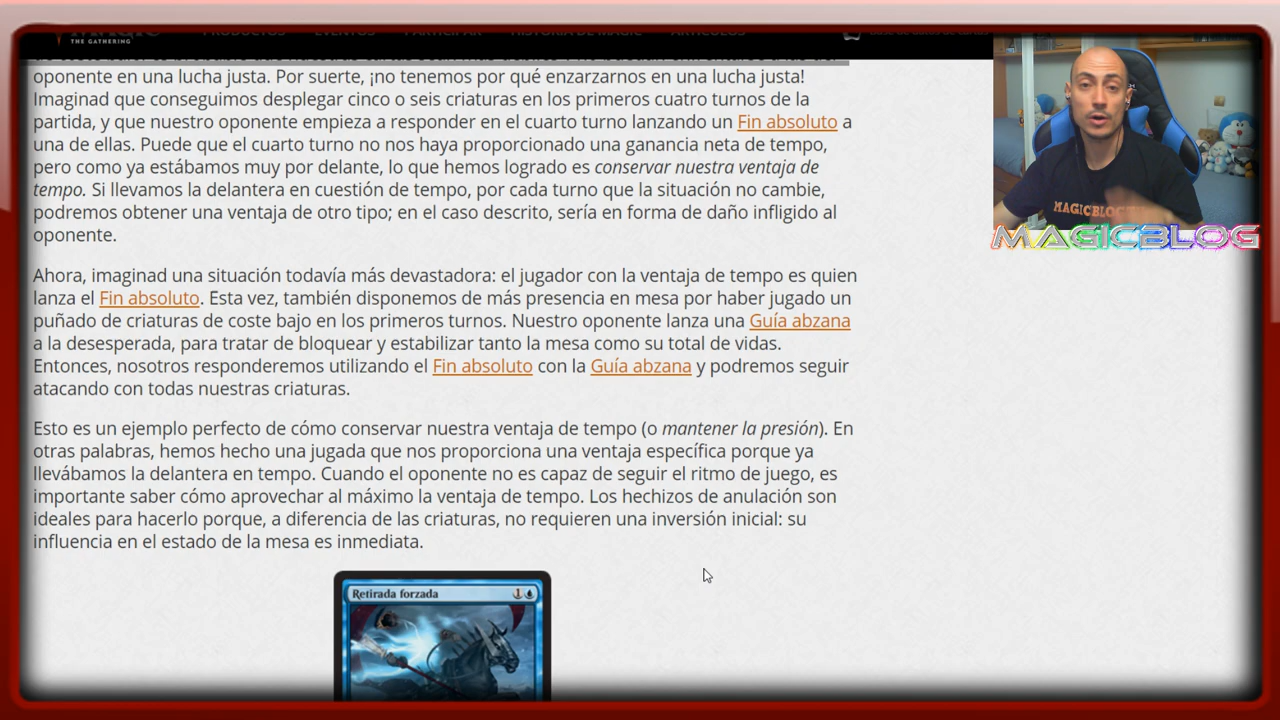 THE GATHERING
PRODUCTOS EVENTOS PARTICIPAR HISTORIA DE MAGIC ARTÍCULOS
oponente en una lucha justa. Por suerte, ¡no tenemos por qué enzarzarnos en una lucha justa!
Imaginad que conseguimos desplegar cinco o seis criaturas en los primeros cuatro turnos de la
partida, y que nuestro oponente empieza a responder en el cuarto turno lanzando un Fin absoluto a
una de ellas. Puede que el cuarto turno no nos haya proporcionado una ganancia neta de tempo,
pero como ya estábamos muy por delante, lo que hemos logrado es conservar nuestra ventaja de
tempo. Si llevamos la delantera en cuestión de tempo, por cada turno que la situación no cambie,
podremos obtener una ventaja de otro tipo; en el caso descrito, sería en forma de daño infligido al
oponente.
Ahora, imaginad una situación todavía más devastadora: el jugador con la ventaja de tempo es quien
lanza el Fin absoluto. Esta vez, también disponemos de más presencia en mesa por haber jugado un
puñado de criaturas de coste bajo en los primeros turnos. Nuestro oponente lanza una Guía abzana
a la desesperada, para tratar de bloquear y estabilizar tanto la mesa como su total de vidas.
Entonces, nosotros responderemos utilizando el Fin absoluto con la Guía abzana y podremos seguir
atacando con todas nuestras criaturas.
Esto es un ejemplo perfecto de cómo conservar nuestra ventaja de tempo (o mantener la presión). En
otras palabras, hemos hecho una jugada que nos proporciona una ventaja específica porque ya
llevábamos la delantera en tempo. Cuando el oponente no es capaz de seguir el ritmo de juego, es
importante saber cómo aprovechar al máximo la ventaja de tempo. Los hechizos de anulación son
ideales para hacerlo porque, a diferencia de las criaturas, no requieren una inversión inicial: su
influencia en el estado de la mesa es inmediata.
Retirada forzada 1
MAGICBLOG